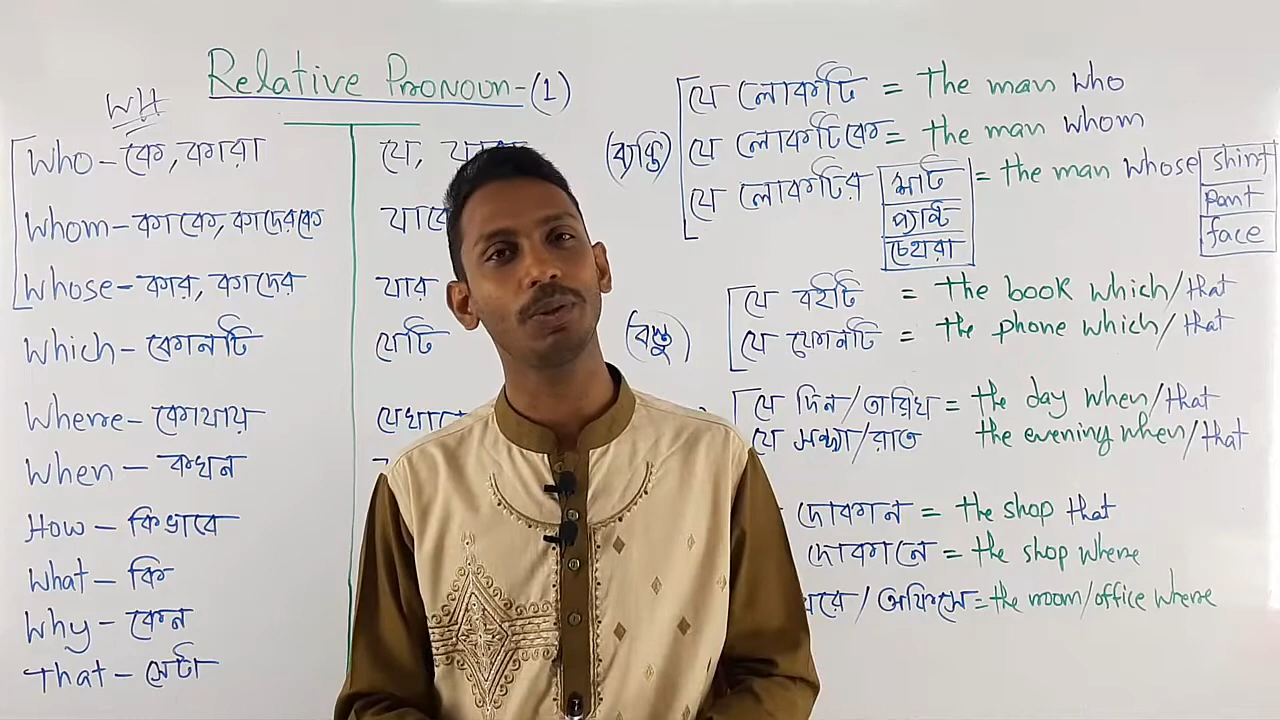 Relative Pronoun-(1)
WH
Who - কে, কারা
Whom - কাকে, কাদেরকে
Whose - কার, কাদের
Which - কোনটি
Where - কোথায়
When - কখন
How - কিভাবে
What - কি
Why - কেন
That - সেটা
যে,
যার
যেটি
(ব্যক্তি)
যে লোকটি = The man who
যে লোকটিকে = the man whom
যে লোকটির শার্ট = the man whose shirt
প্যান্ট pant
চেহারা face
(বস্তু)
যে বইটি = the book which/that
যে ফোনটি = the phone which/that
যে দিন/তারিখ = the day when/that
যে সন্ধ্যা/রাতে the evening when/that
দোকান = the shop that
দোকানে = the shop where
/ অফিসে = the room/office where